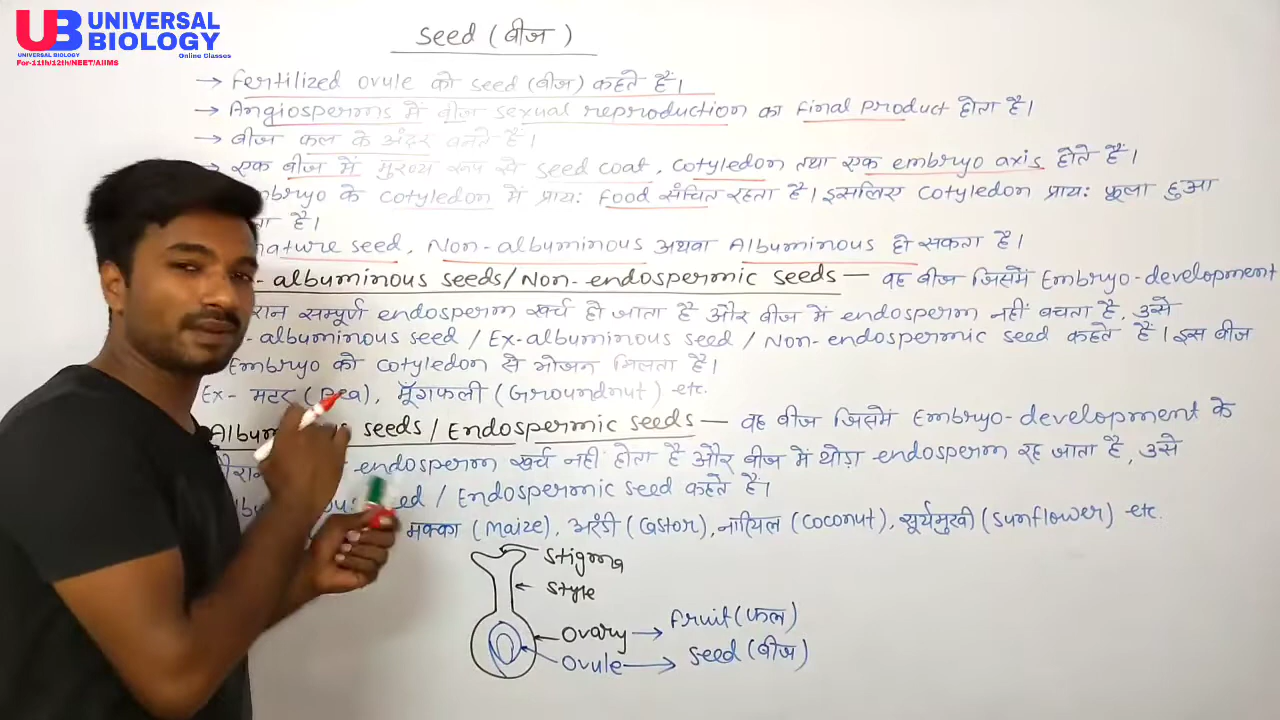 UB UNIVERSAL BIOLOGY
UNIVERSAL BIOLOGY Online Classes
For-11th/12th/NEET/AIIMS
Seed (बीज)
→ Fertilized ovule को seed (बीज) कहते हैं।
→ Angiosperms में बीज sexual reproduction का Final Product होता है।
→ बीज फल के अंदर बनते हैं।
→ एक बीज में मुख्य रूप से seed coat, cotyledon तथा एक embryo axis होते हैं।
mbryo के cotyledon में प्रायः Food संचित रहता है। इसलिए cotyledon प्रायः फूला हुआ
ता है।
mature seed, Non-albuminous अथवा Albuminous हो सकता है।
-albuminous seeds/Non-endospermic seeds — वह बीज जिसमें Embryo-development
रान सम्पूर्ण endosperm खर्च हो जाता है और बीज में endosperm नहीं बचता है, उसे
-albuminous seed / Ex-albuminous seed / Non-endospermic seed कहते हैं। इस बीज
Embryo को cotyledon से भोजन मिलता है।
Ex- मटर (Pea), मूँगफली (Groundnut) etc.
Albuminous seeds / Endospermic seeds — वह बीज जिसमें Embryo-development के
endosperm खर्च नहीं होता है और बीज में थोड़ा endosperm रह जाता है, उसे
seed / Endospermic seed कहते हैं।
मक्का (Maize), अरंडी (Castor), नारियल (Coconut), सूर्यमुखी (Sunflower) etc.
Stigma
Style
Ovary → Fruit (फल)
Ovule → Seed (बीज)